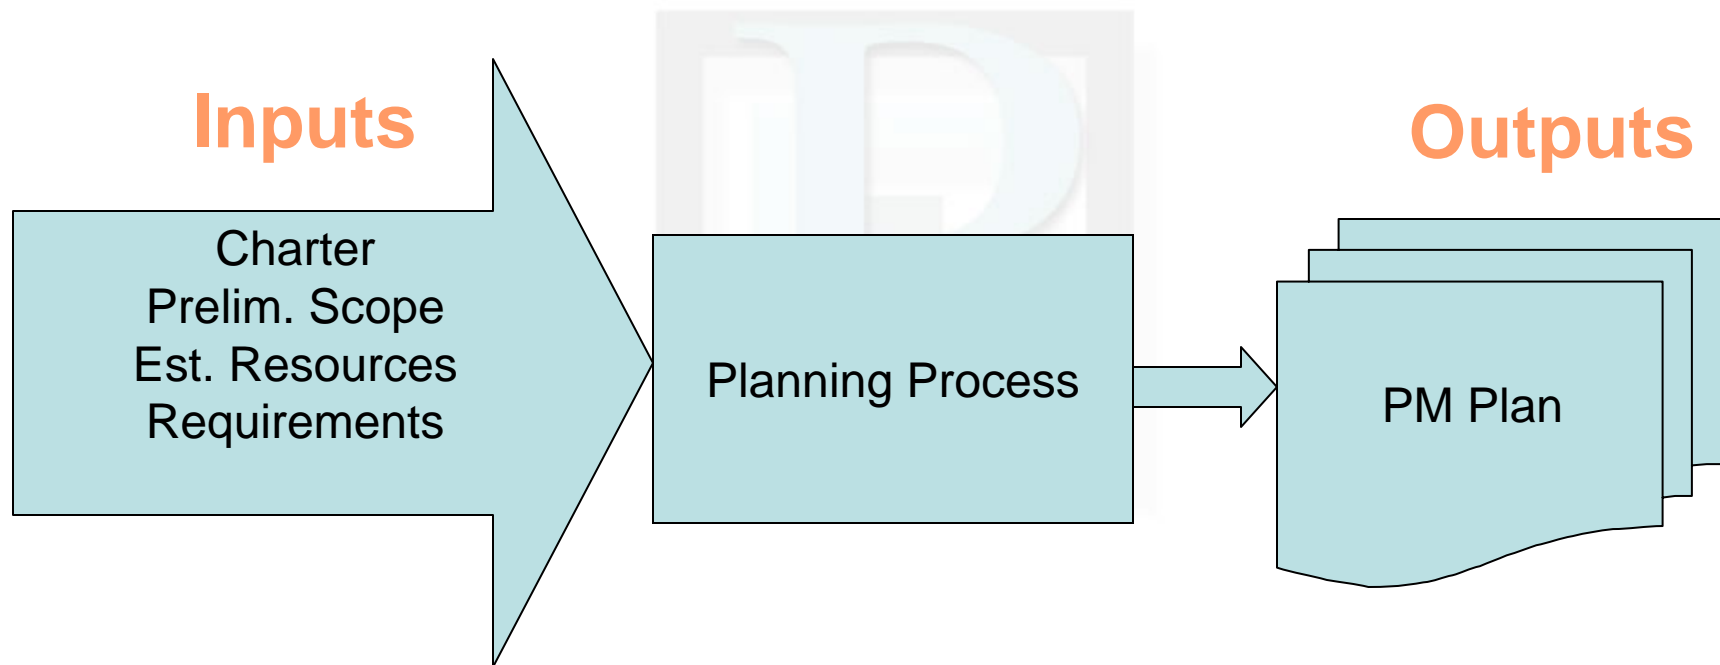 Inputs
Charter
Prelim. Scope
Est. Resources
Requirements
Planning Process
Outputs
PM Plan